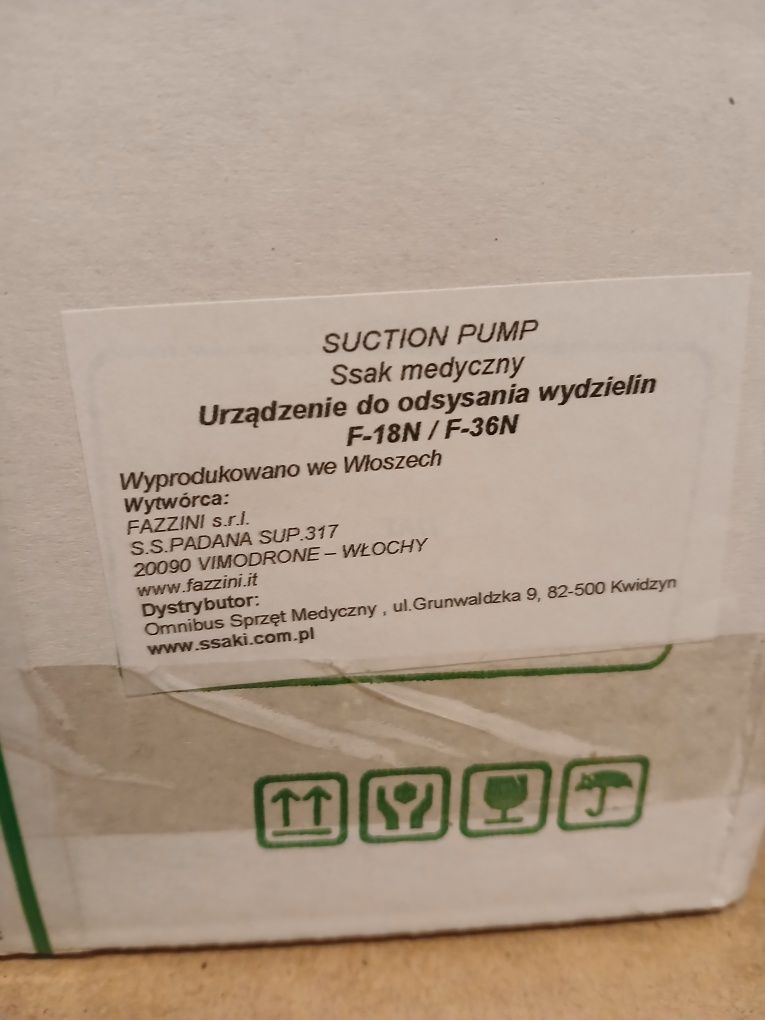 SUCTION PUMP
Ssak medyczny
Urządzenie do odsysania wydzielin
F-18N / F-36N
Wyprodukowano we Włoszech
Wytwórca:
FAZZINI s.r.l.
S.S.PADANA SUP.317
20090 VIMODRONE – WŁOCHY
www.fazzini.it
Dystrybutor:
Omnibus Sprzęt Medyczny , ul.Grunwaldzka 9, 82-500 Kwidzyn
www.ssaki.com.pl